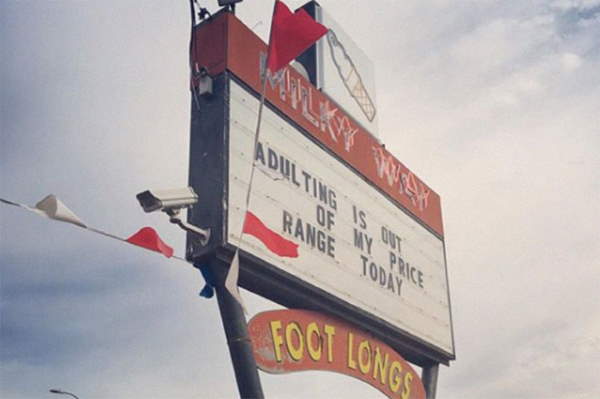 MILKY WAY
ADULTING IS OUT
OF MY PRICE
RANGE TODAY
FOOT LONGS